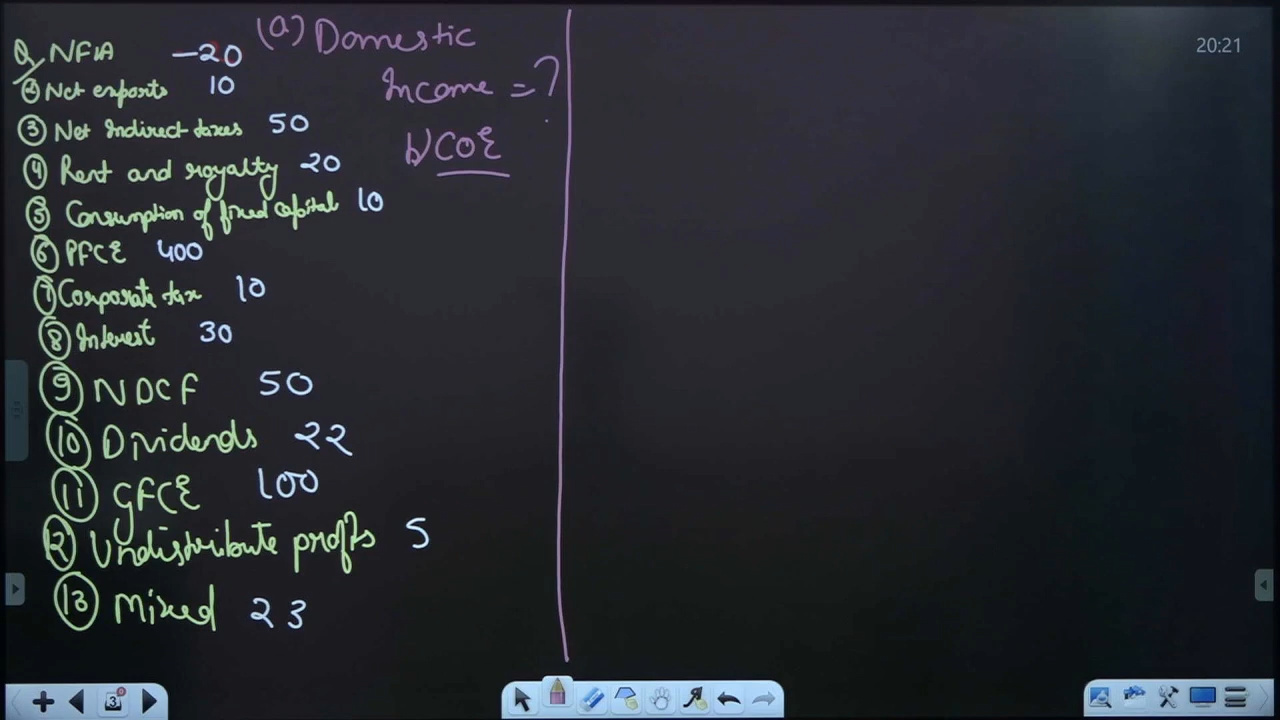 Q NFIA -20
② Net exports 10
③ Net Indirect taxes 50
④ Rent and royalty 20
⑤ Consumption of fixed capital 10
⑥ PFCE 400
⑦ Corporate tax 10
⑧ Interest 30
⑨ NDCF 50
⑩ Dividends 22
⑪ GFCE 100
⑫ Undistribute profits 5
⑬ Mixed 23
(a) Domestic
Income = ?
b) COE
20:21
3